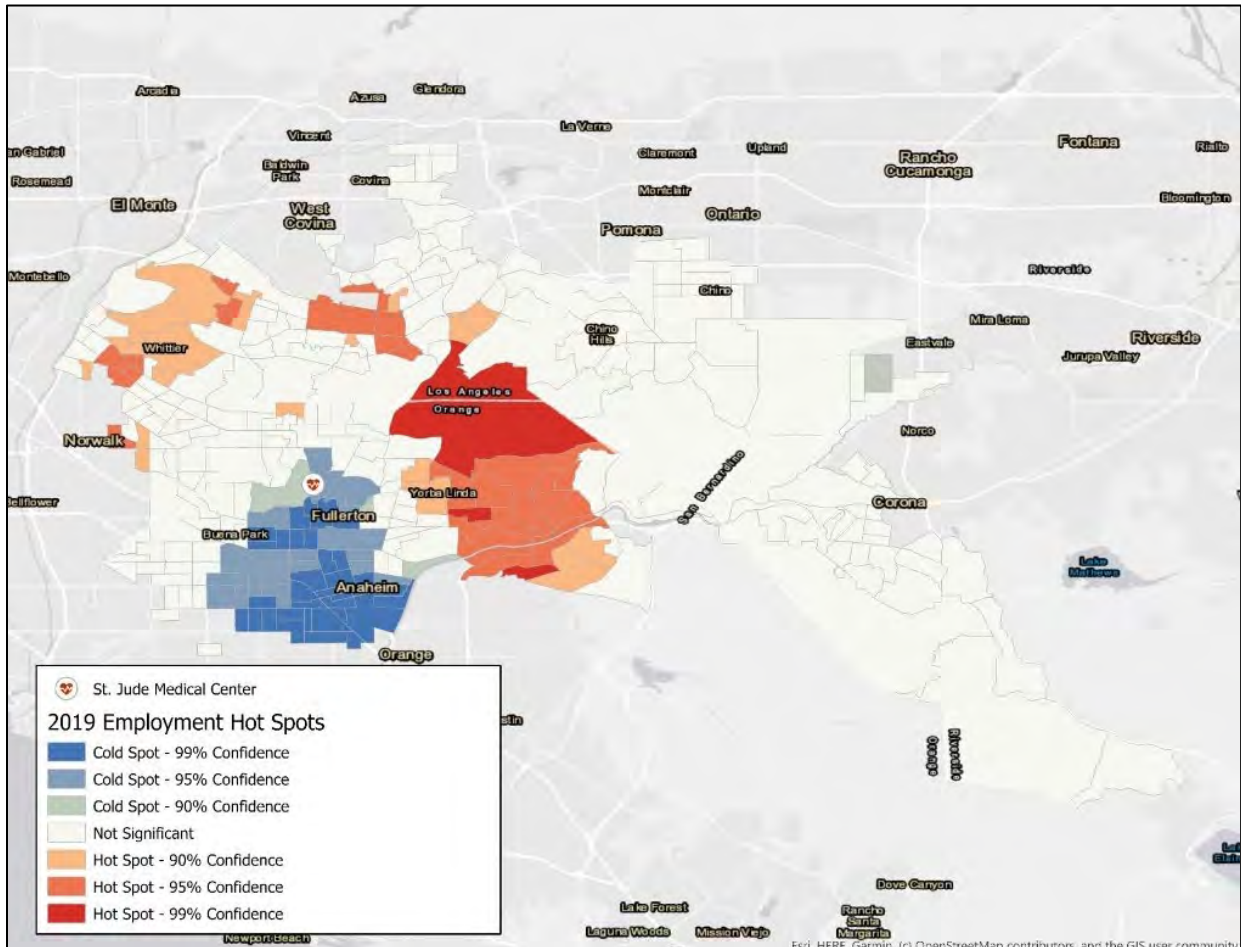 Arcadia
Azusa
Glendora
Vincent
La Verne
an Gabriel
Baldwin
Park
Claremont
Upland
Fontana
Rialto
Rancho
Cucamonga
Rosemead
Covina
Montclair
El Monte
West
Covina
Bloomington
Ontario
Pomona
Montebello
Riverside
Chino
Mira Loma
Chino
Hills
Whittier
Eastvale
Riverside
Jurupa Valley
Los Angeles
Orange
Norwalk
Norco
San Bernardino
Yorba Linda
ellflower
Fullerton
Corona
Buena Park
Anaheim
Lake
Mathews
Orange
St. Jude Medical Center
2019 Employment Hot Spots
Cold Spot - 99% Confidence
Cold Spot - 95% Confidence
Cold Spot - 90% Confidence
Not Significant
Hot Spot - 90% Confidence
Hot Spot - 95% Confidence
Hot Spot - 99% Confidence
stin
Riverside
Orange
Dove Canyon
Lake Forest
Rancho
Santa
Margarita
Laguna Woods
Mission Viejo
Newport Beach
Esri, HERE, Garmin, (c) OpenStreetMap contributors, and the GIS user community